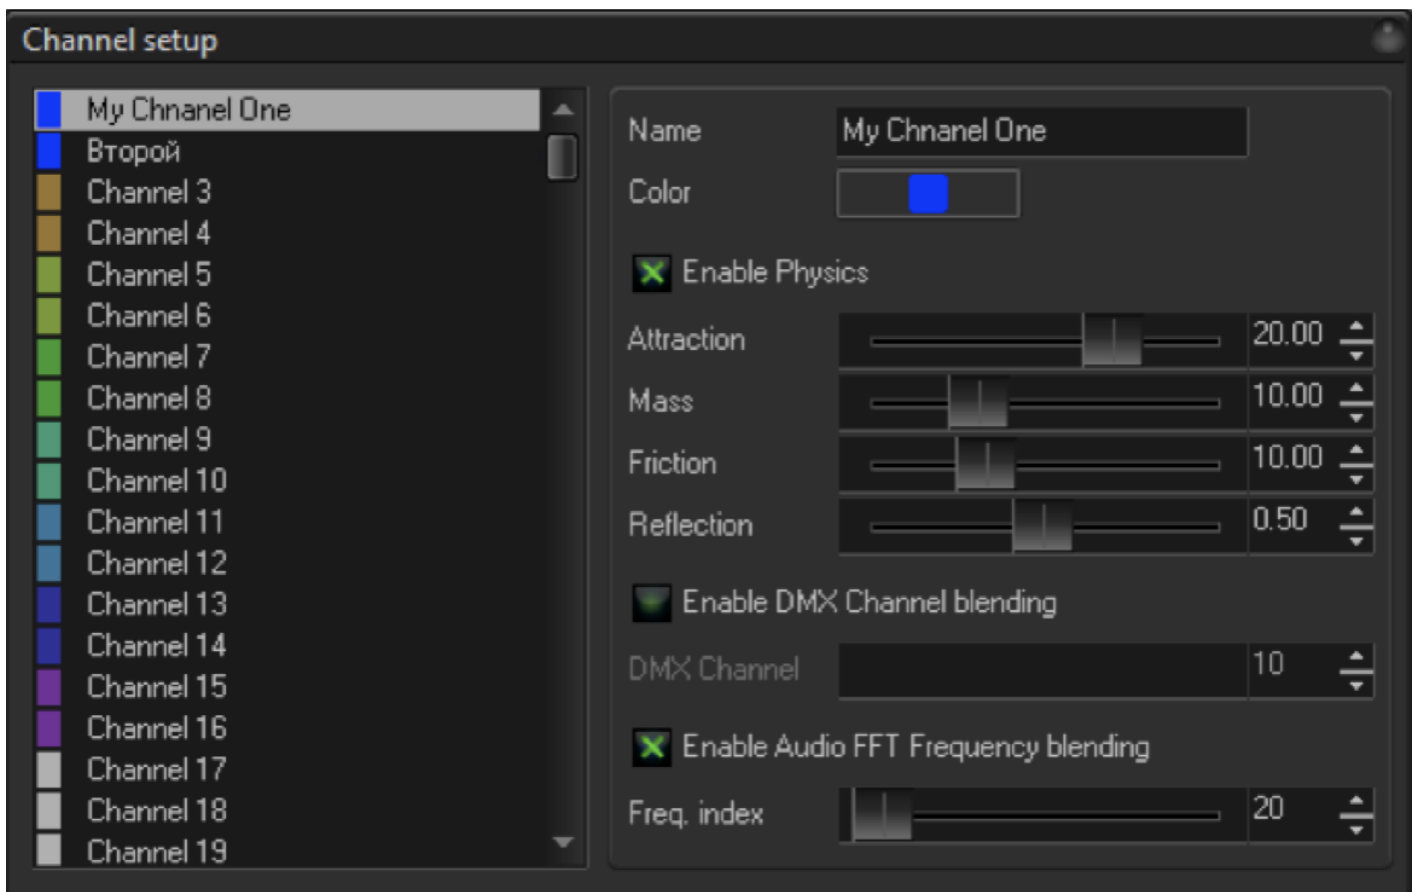 Channel setup
My Chnanel One
Второй
Channel 3
Channel 4
Channel 5
Channel 6
Channel 7
Channel 8
Channel 9
Channel 10
Channel 11
Channel 12
Channel 13
Channel 14
Channel 15
Channel 16
Channel 17
Channel 18
Channel 19
Name My Chnanel One
Color
Enable Physics
Attraction 20.00
Mass 10.00
Friction 10.00
Reflection 0.50
Enable DMX Channel blending
DMX Channel 10
Enable Audio FFT Frequency blending
Freq. index 20